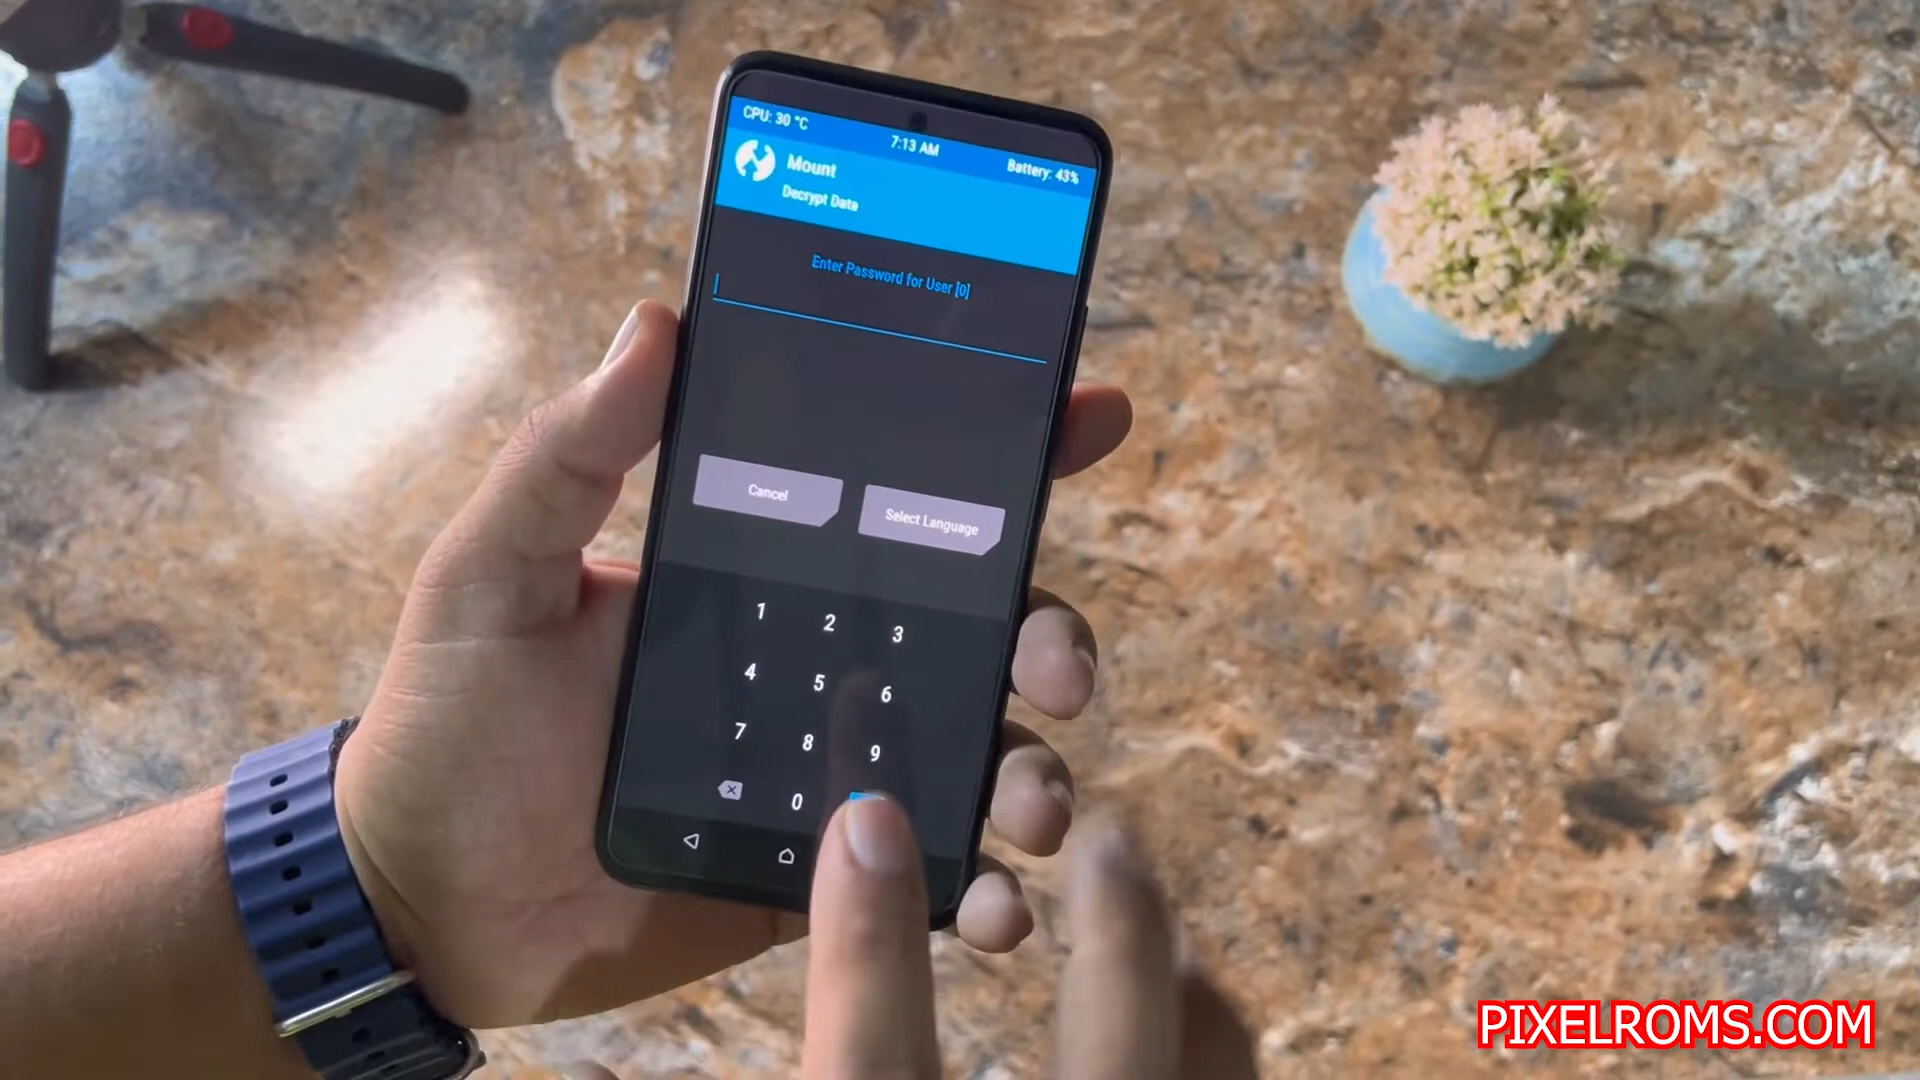 CPU: 30 °C
7:13 AM
Battery: 43%
Mount
Decrypt Data
Enter Password for User [0]
Cancel
Select Language
1 2 3
4 5 6
7 8 9
0
PIXELROMS.COM